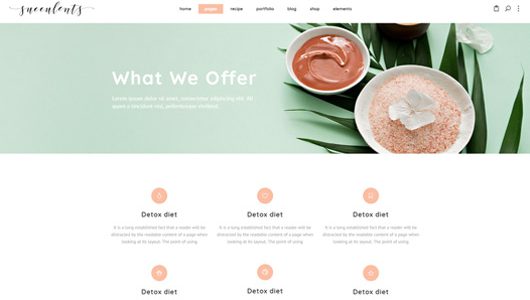 succulents
home pages recipe portfolio blog shop elements
What We Offer
Lorem ipsum dolor sit amet, consectetur adipiscing elit. Sed
quam a tincidunt sed, pellentesque vitae
Detox diet Detox diet Detox diet
It is a long established fact that a reader will be It is a long established fact that a reader will be It is a long established fact that a reader will be
distracted by the readable content of a page when distracted by the readable content of a page when distracted by the readable content of a page when
looking at its layout. The point of using looking at its layout. The point of using looking at its layout. The point of using
Detox diet Detox diet Detox diet